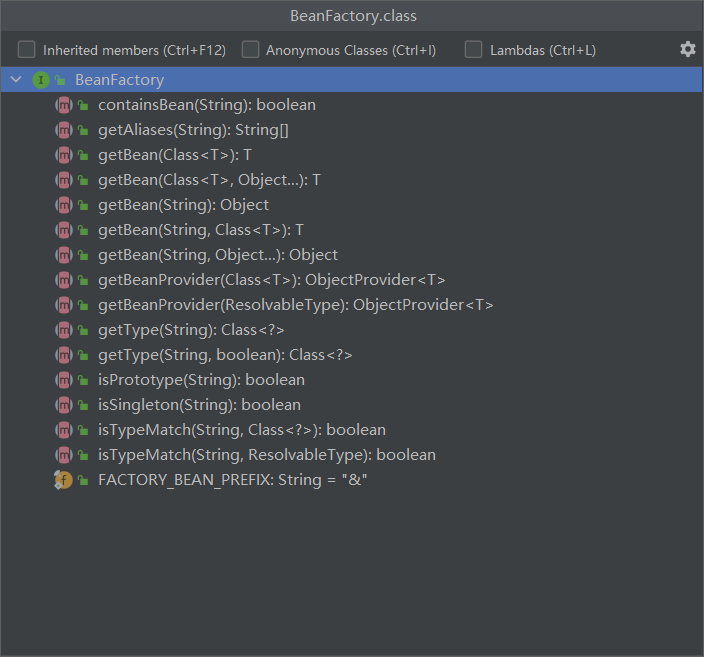 BeanFactory.class
Inherited members (Ctrl+F12) Anonymous Classes (Ctrl+I) Lambdas (Ctrl+L)
I BeanFactory
m containsBean(String): boolean
m getAliases(String): String[]
m getBean(Class<T>): T
m getBean(Class<T>, Object...): T
m getBean(String): Object
m getBean(String, Class<T>): T
m getBean(String, Object...): Object
m getBeanProvider(Class<T>): ObjectProvider<T>
m getBeanProvider(ResolvableType): ObjectProvider<T>
m getType(String): Class<?>
m getType(String, boolean): Class<?>
m isPrototype(String): boolean
m isSingleton(String): boolean
m isTypeMatch(String, Class<?>): boolean
m isTypeMatch(String, ResolvableType): boolean
f FACTORY_BEAN_PREFIX: String = "&"